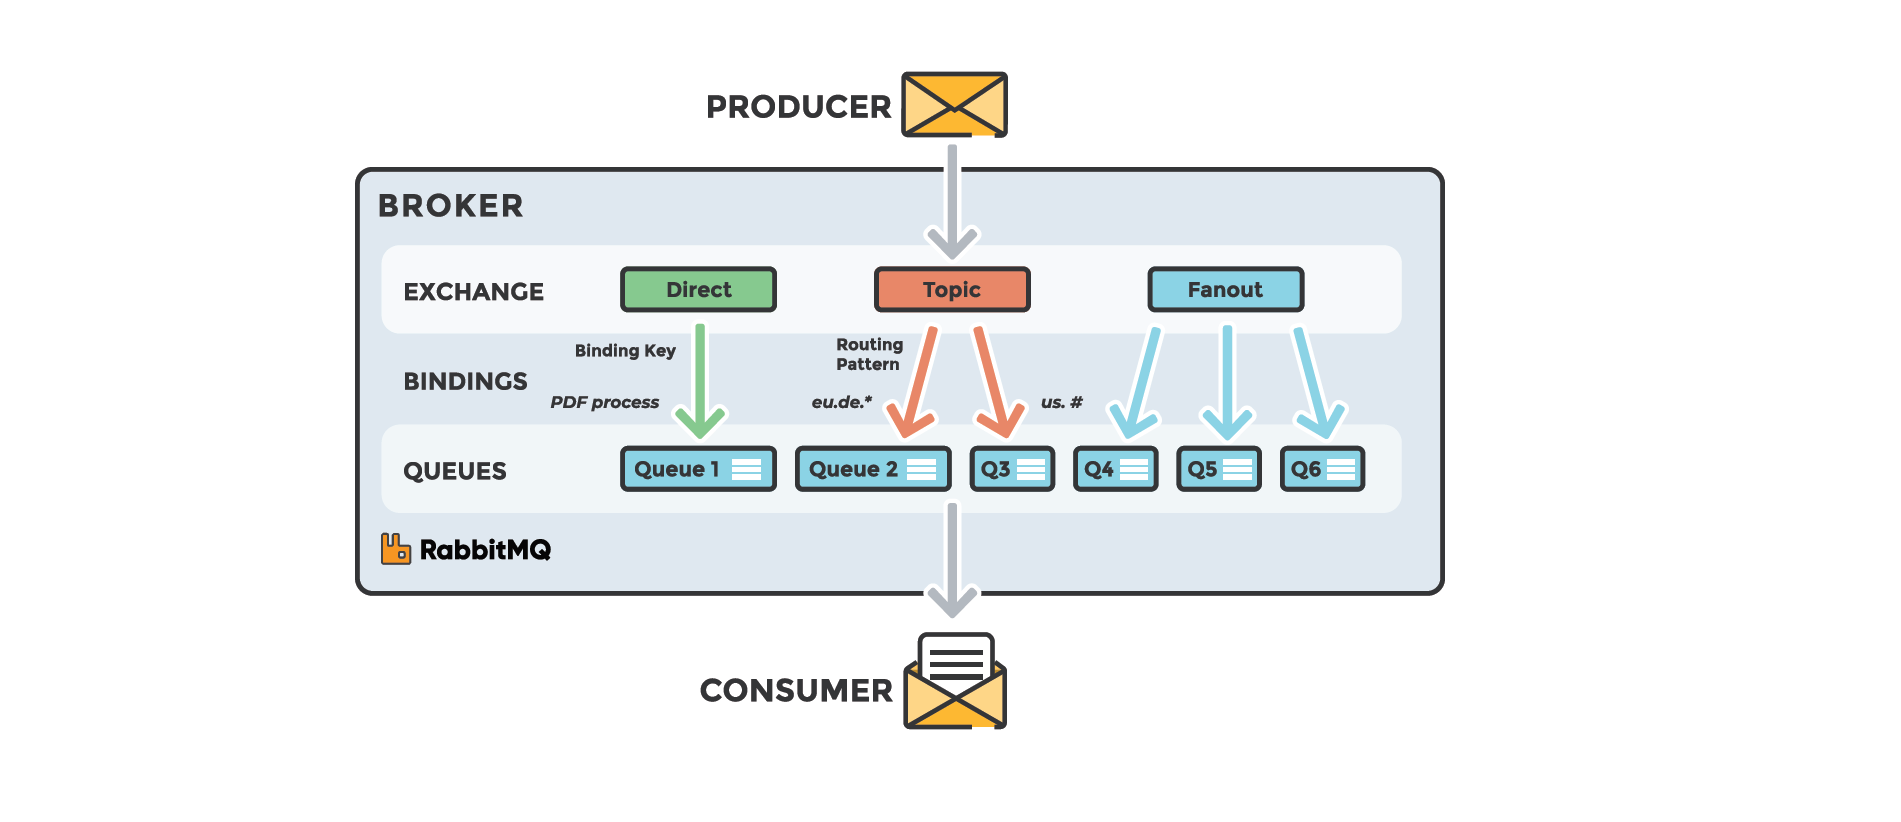 PRODUCER
BROKER
EXCHANGE
Direct
Topic
Fanout
Binding Key
Routing
Pattern
BINDINGS
PDF process
eu.de.*
us. #
QUEUES
Queue 1
Queue 2
Q3
Q4
Q5
Q6
RabbitMQ
CONSUMER